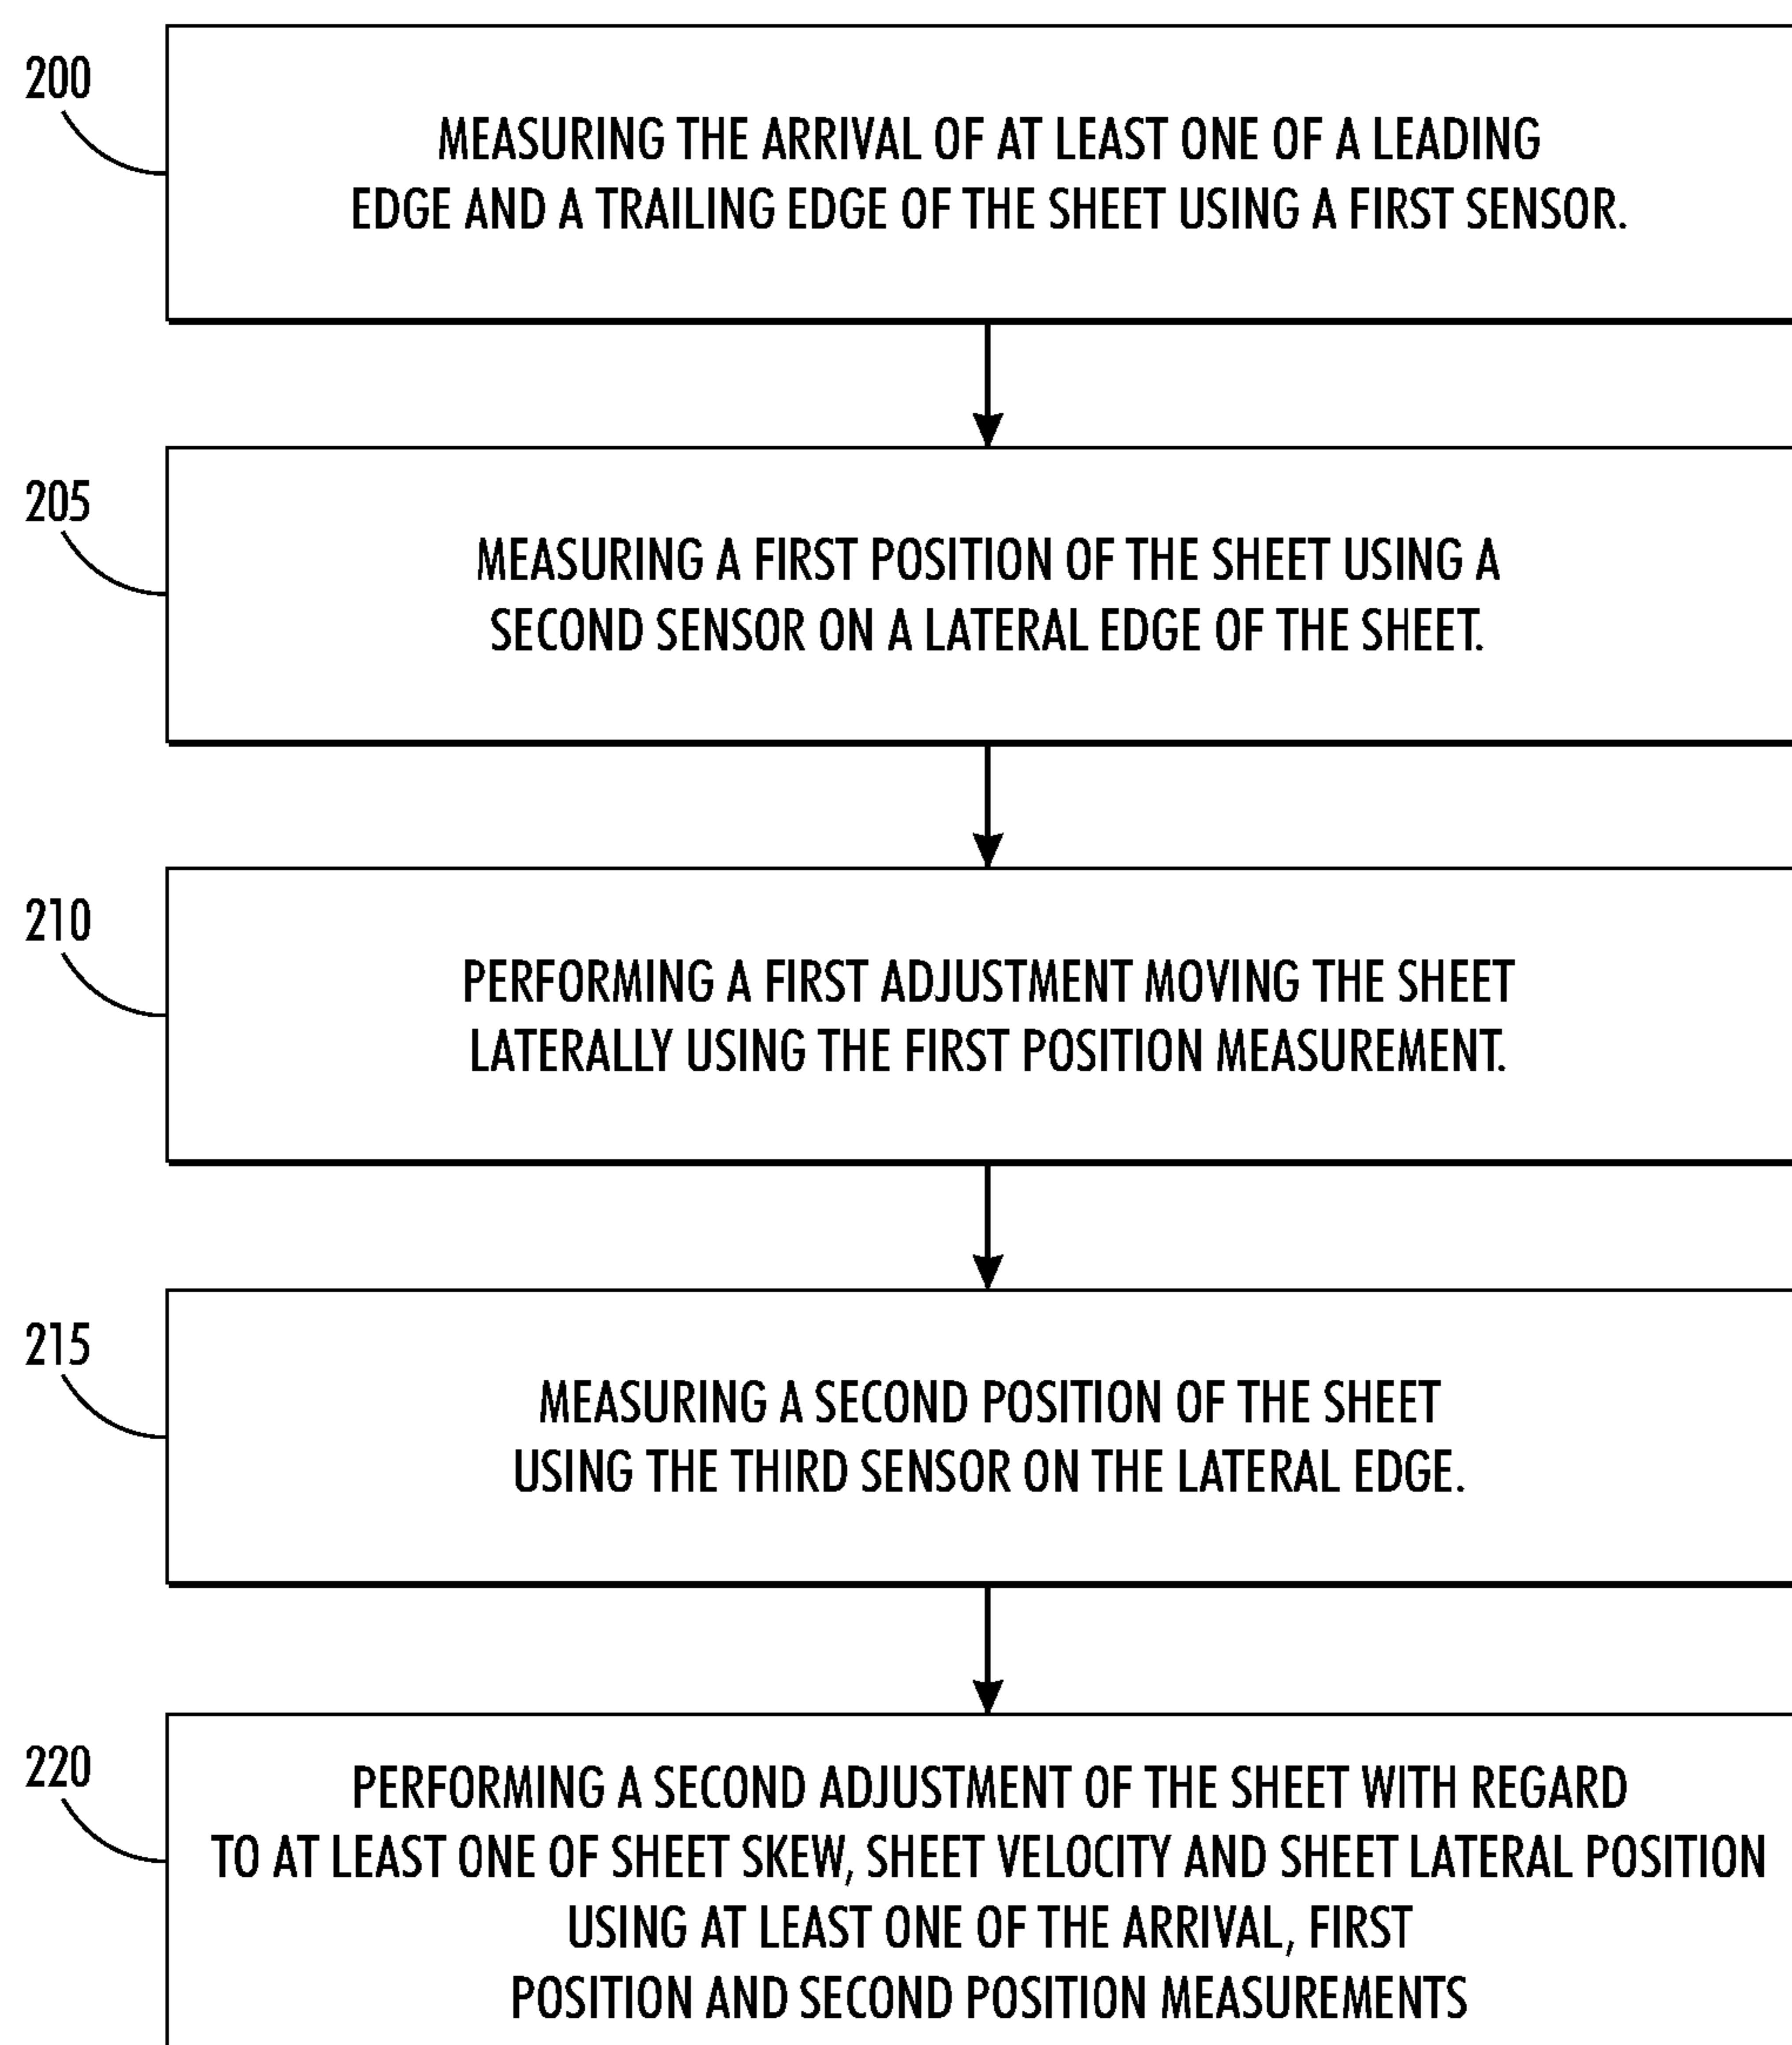 200
MEASURING THE ARRIVAL OF AT LEAST ONE OF A LEADING
EDGE AND A TRAILING EDGE OF THE SHEET USING A FIRST SENSOR.
205
MEASURING A FIRST POSITION OF THE SHEET USING A
SECOND SENSOR ON A LATERAL EDGE OF THE SHEET.
210
PERFORMING A FIRST ADJUSTMENT MOVING THE SHEET
LATERALLY USING THE FIRST POSITION MEASUREMENT.
215
MEASURING A SECOND POSITION OF THE SHEET
USING THE THIRD SENSOR ON THE LATERAL EDGE.
220
PERFORMING A SECOND ADJUSTMENT OF THE SHEET WITH REGARD
TO AT LEAST ONE OF SHEET SKEW, SHEET VELOCITY AND SHEET LATERAL POSITION
USING AT LEAST ONE OF THE ARRIVAL, FIRST
POSITION AND SECOND POSITION MEASUREMENTS